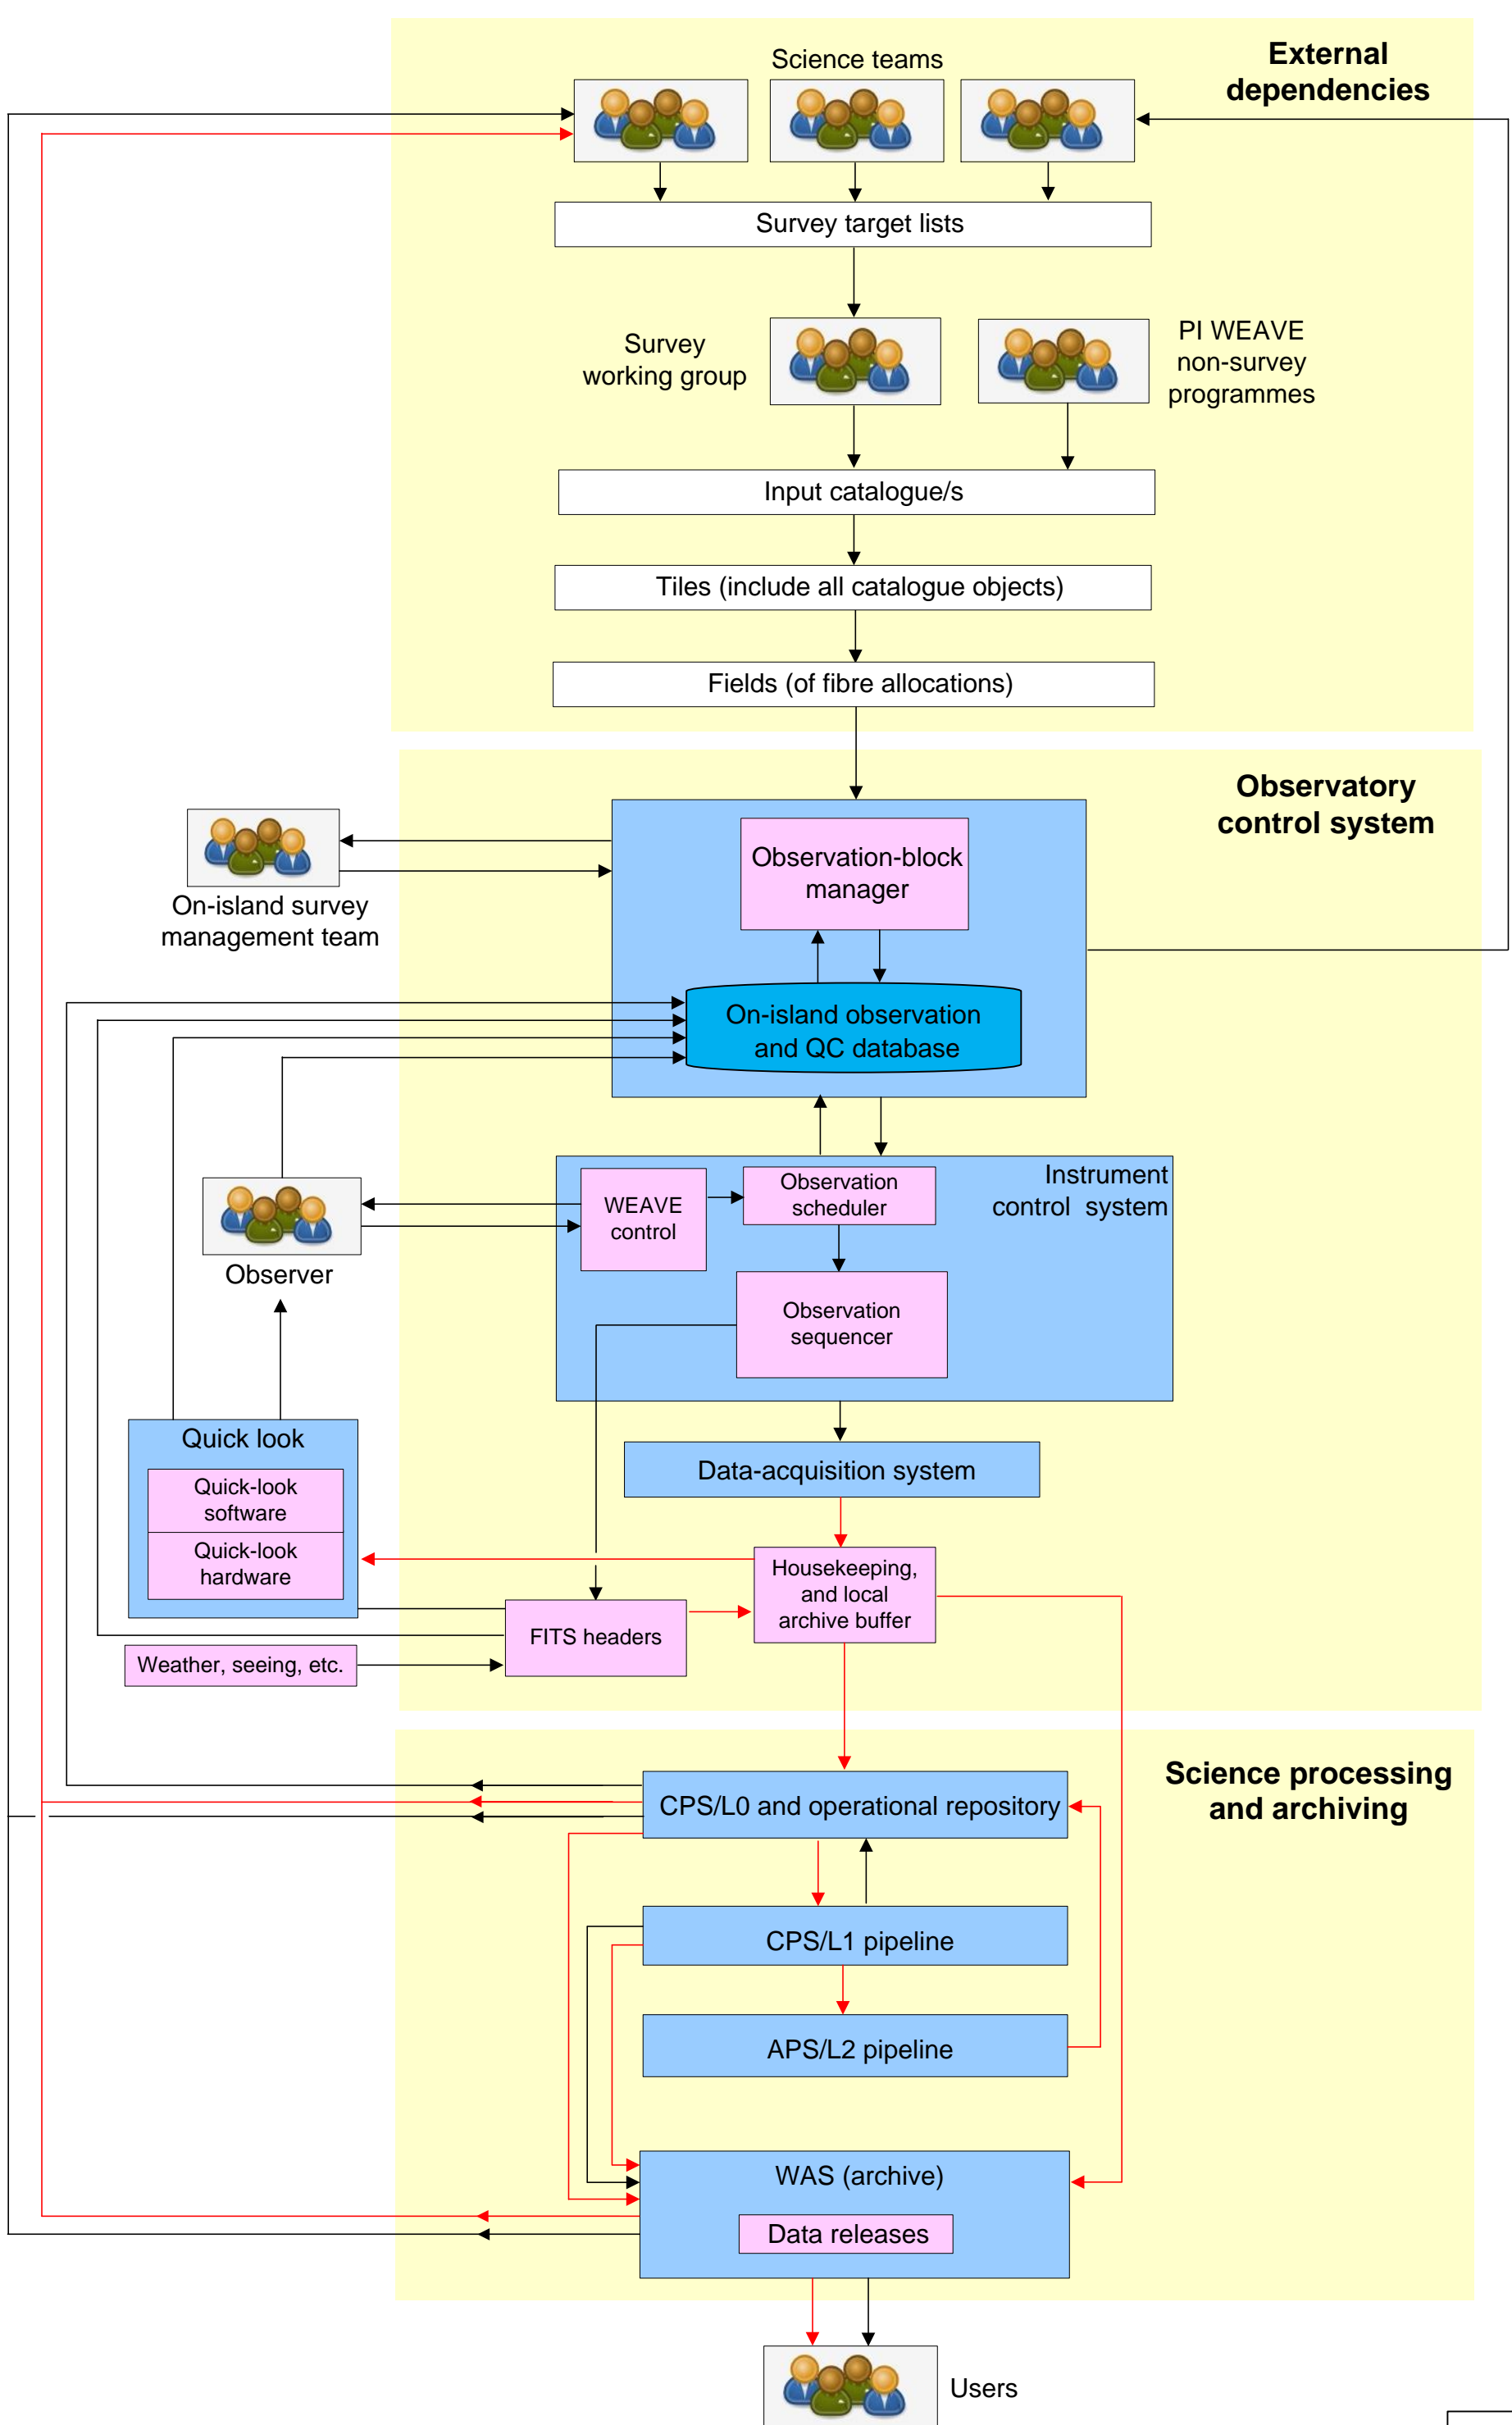 External
dependencies
Science teams
Survey target lists
Survey
working group
PI WEAVE
non-survey
programmes
Input catalogue/s
Tiles (include all catalogue objects)
Fields (of fibre allocations)
Observatory
control system
Observation-block
manager
On-island survey
management team
On-island observation
and QC database
Instrument
control system
WEAVE
control
Observation
scheduler
Observer
Observation
sequencer
Quick look
Quick-look
software
Quick-look
hardware
Data-acquisition system
Housekeeping,
and local
archive buffer
FITS headers
Weather, seeing, etc.
Science processing
and archiving
CPS/L0 and operational repository
CPS/L1 pipeline
APS/L2 pipeline
WAS (archive)
Data releases
Users